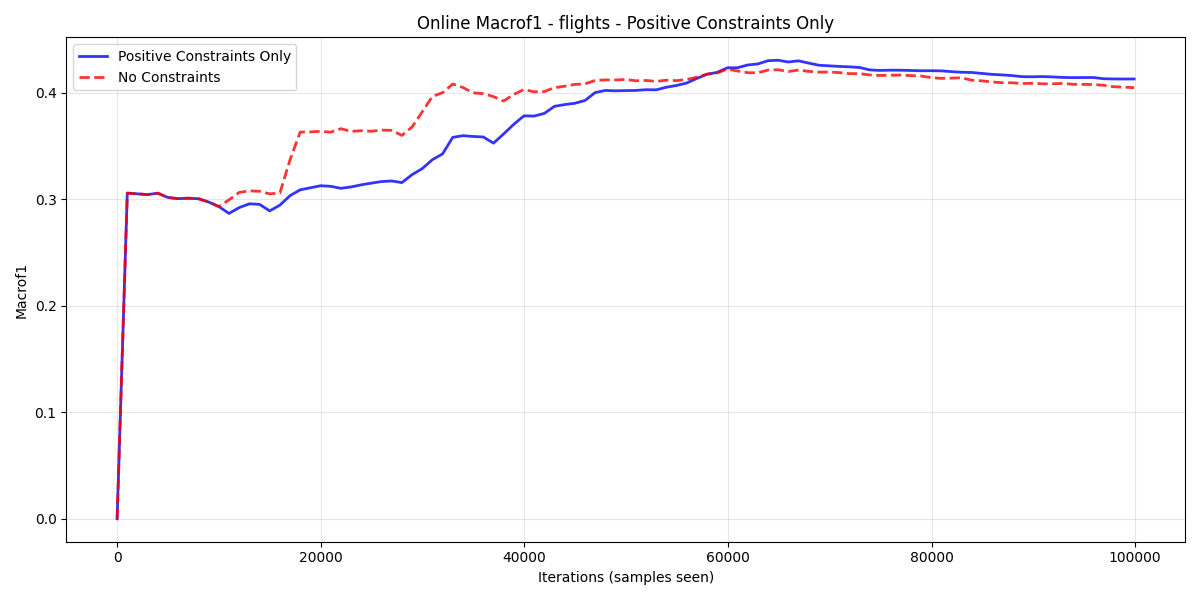 Online Macrof1 - flights - Positive Constraints Only
Positive Constraints Only
No Constraints
Macrof1
0.4
0.3
0.2
0.1
0.0
0 20000 40000 60000 80000 100000
Iterations (samples seen)